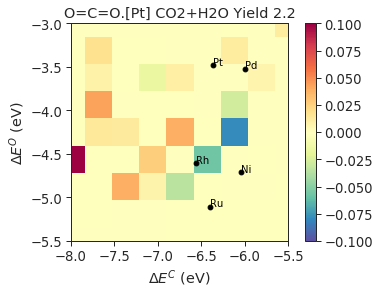 O=C=O.[Pt] CO2+H2O Yield 2.2
−3.0
−3.5
−4.0
−4.5
−5.0
−5.5
ΔE^O (eV)
Pt
Pd
Rh
Ni
Ru
−8.0 −7.5 −7.0 −6.5 −6.0 −5.5
ΔE^C (eV)
0.100
0.075
0.050
0.025
0.000
−0.025
−0.050
−0.075
−0.100